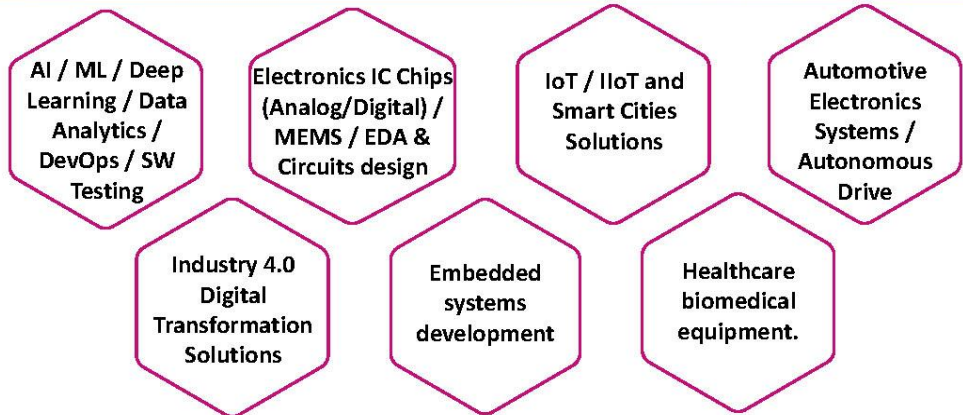 AI / ML / Deep
Learning / Data
Analytics /
DevOps / SW
Testing
Electronics IC Chips
(Analog/Digital) /
MEMS / EDA &
Circuits design
IoT / IIoT and
Smart Cities
Solutions
Automotive
Electronics
Systems /
Autonomous
Drive
Industry 4.0
Digital
Transformation
Solutions
Embedded
systems
development
Healthcare
biomedical
equipment.